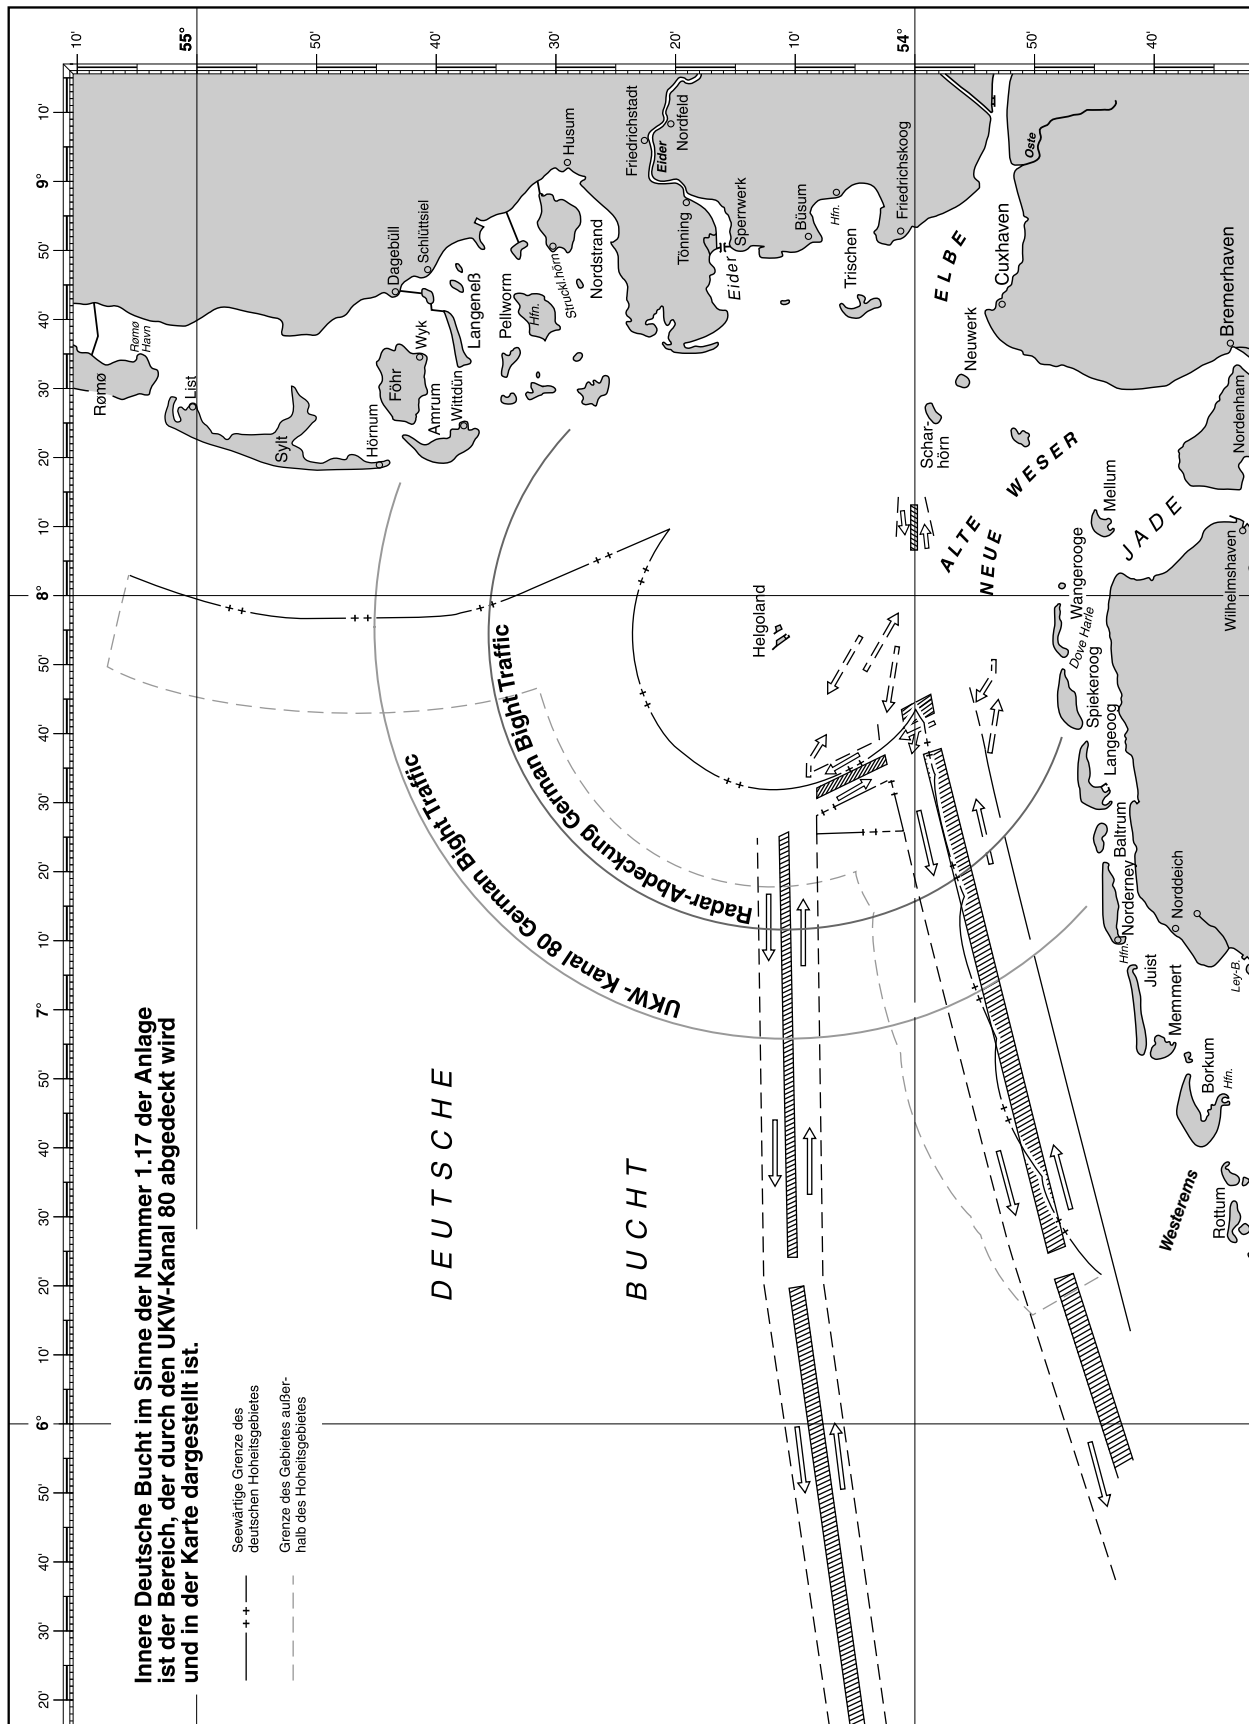 Innere Deutsche Bucht im Sinne der Nummer 1.17 der Anlage
ist der Bereich, der durch den UKW-Kanal 80 abgedeckt wird
und in der Karte dargestellt ist.
Seewärtige Grenze des
deutschen Hoheitsgebietes
Grenze des Gebietes außer-
halb des Hoheitsgebietes
20'
30'
40'
50'
6°
10'
20'
30'
40'
50'
7°
10'
20'
30'
40'
50'
8°
10'
20'
30'
40'
50'
9°
10'
10'
55°
50'
40'
30'
20'
10'
54°
50'
40'
DEUTSCHE
BUCHT
UKW- Kanal 80 German Bight Traffic
Radar-Abdeckung German Bight Traffic
Rømø
Rømø
Havn
List
Sylt
Hörnum
Föhr
Wyk
Amrum
Wittdün
Dagebüll
Schlüttsiel
Langeneß
Pellworm
Hfn.
Struckl.hörn
Nordstrand
Husum
Friedrichstadt
Eider
Nordfeld
Tönning
Eider
Sperrwerk
Büsum
Hfn.
Trischen
Friedrichskoog
ELBE
Oste
Cuxhaven
Neuwerk
Schar-
hörn
Helgoland
ALTE
WESER
NEUE
JADE
Mellum
Bremerhaven
Nordenham
Wilhelmshaven
Wangerooge
Dove Harle
Spiekeroog
Langeoog
Baltrum
Norderney
Hfn.
Norddeich
Juist
Memmert
Ley-B.
Borkum
Hfn.
Westerems
Rottum